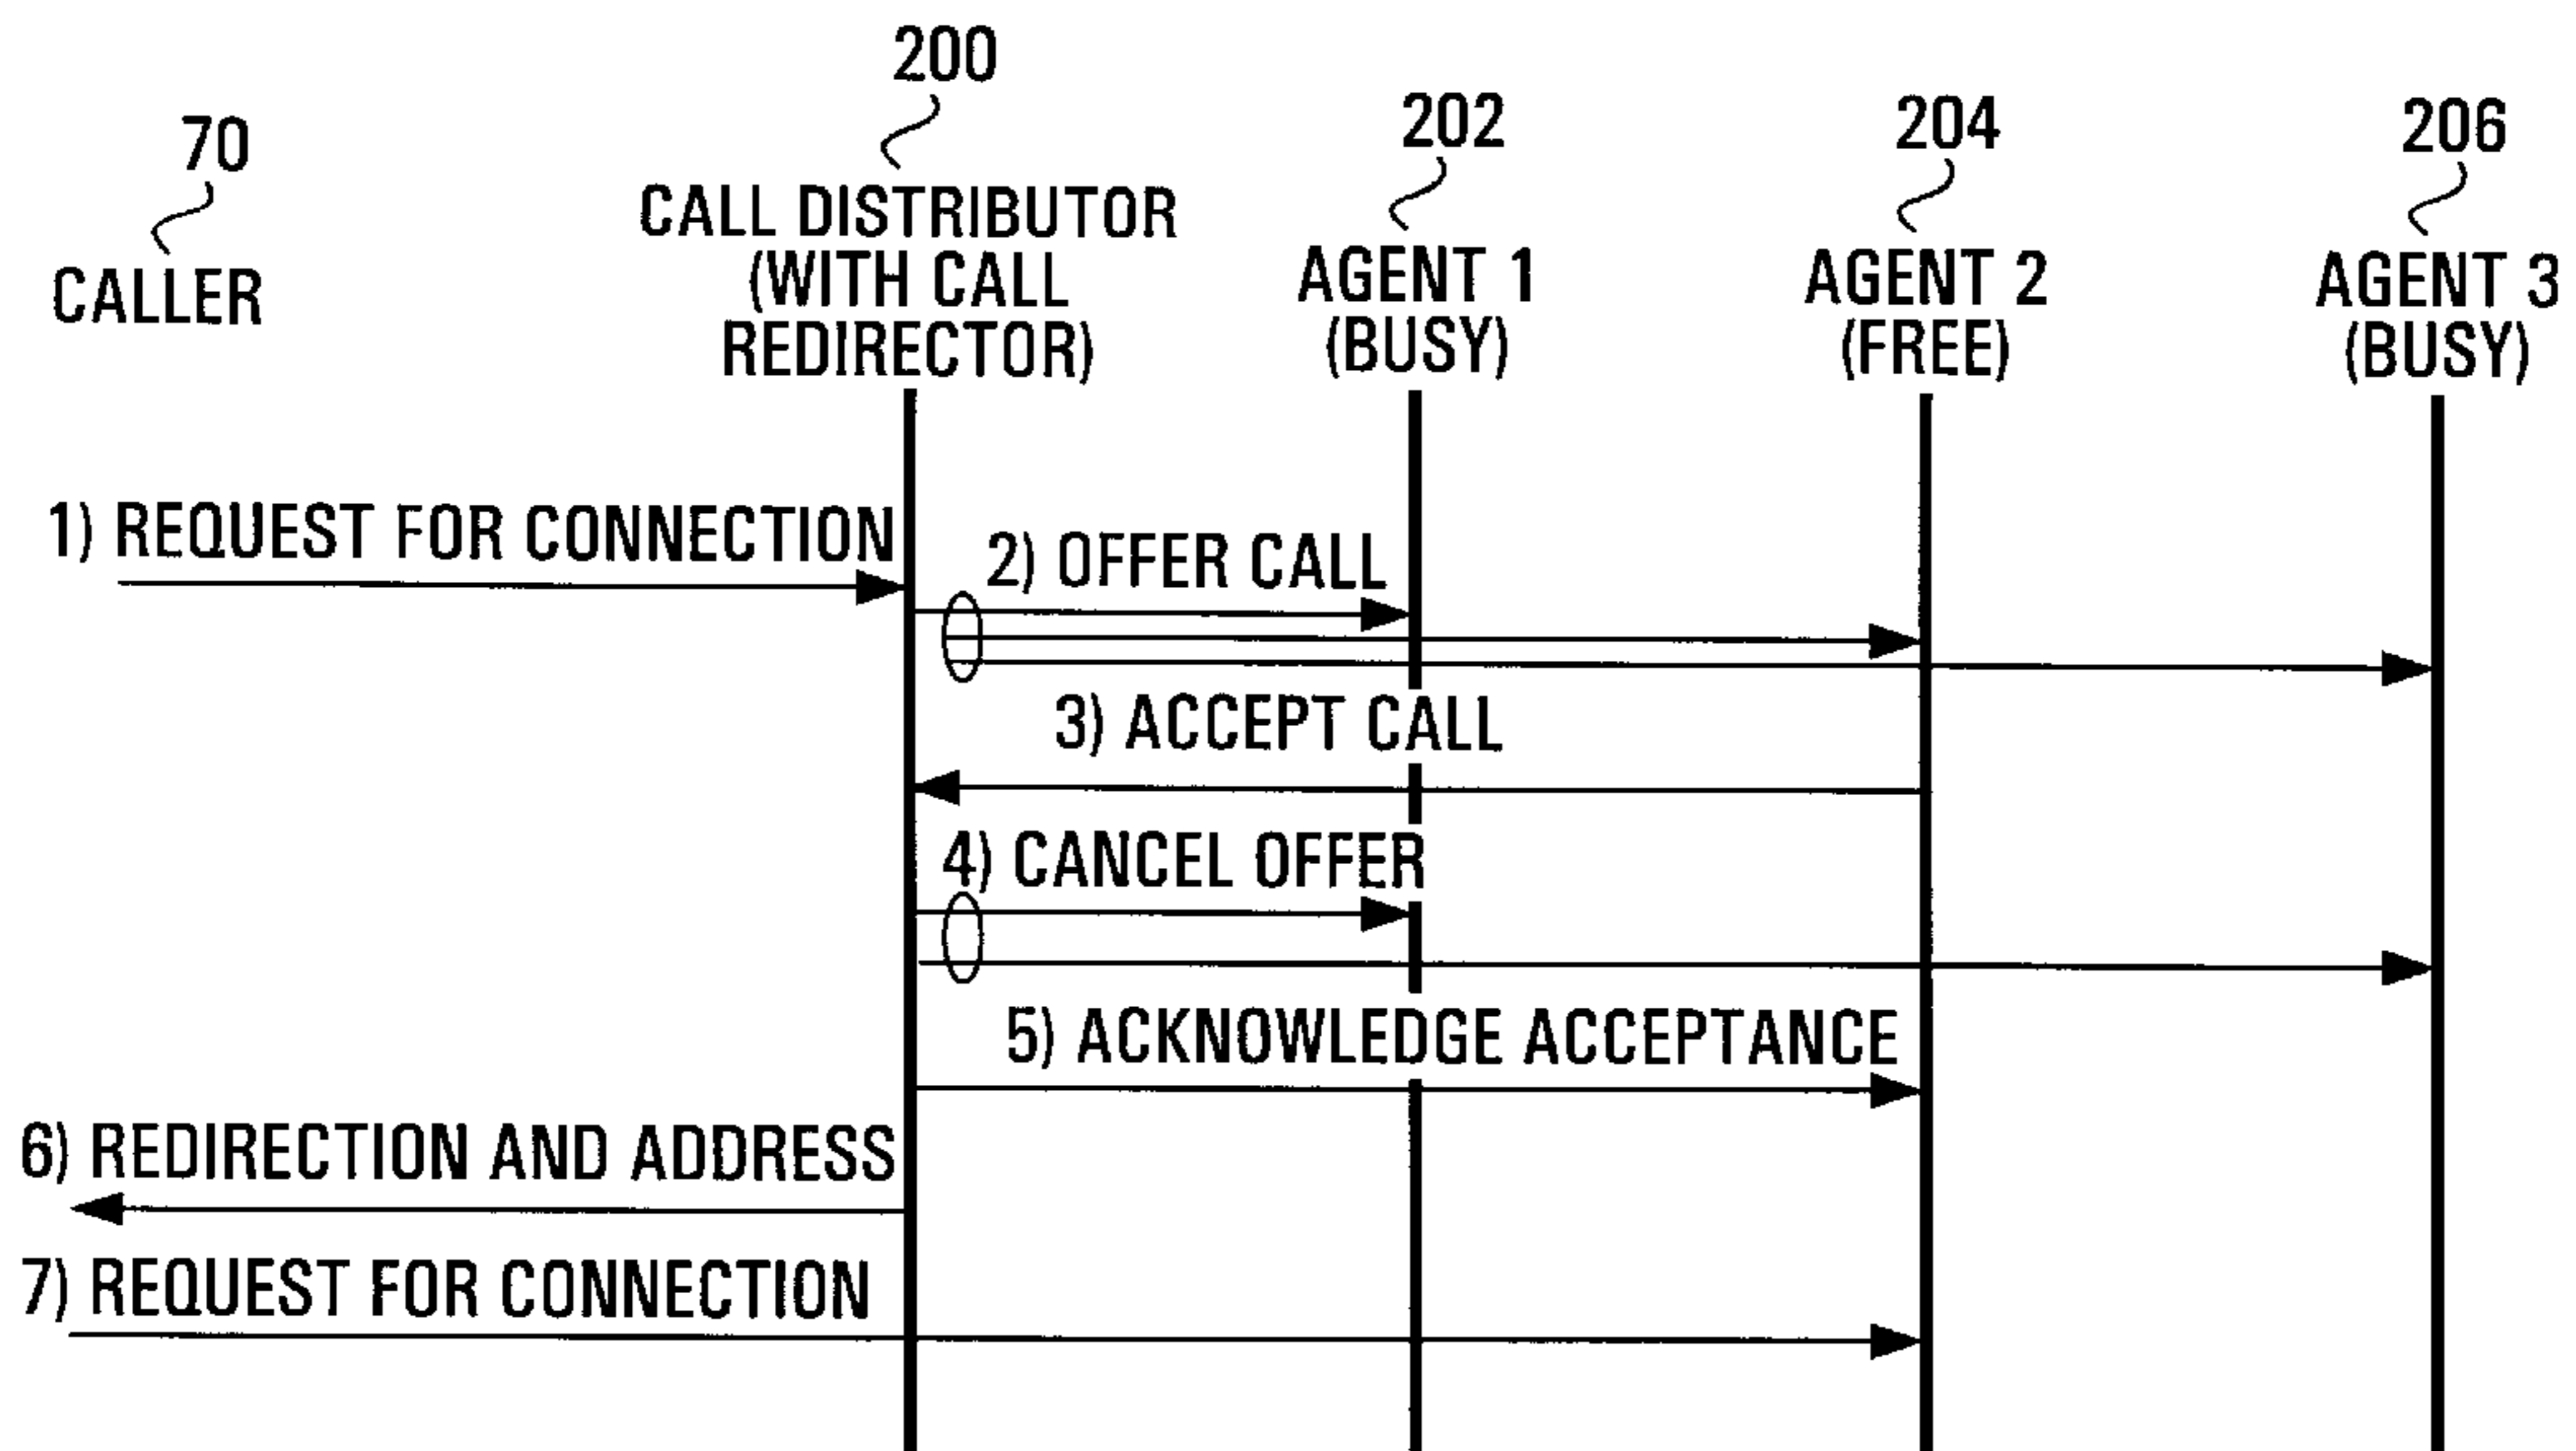 200
70
202
204
206
CALLER
CALL DISTRIBUTOR
(WITH CALL
REDIRECTOR)
AGENT 1
(BUSY)
AGENT 2
(FREE)
AGENT 3
(BUSY)
1) REQUEST FOR CONNECTION
2) OFFER CALL
3) ACCEPT CALL
4) CANCEL OFFER
5) ACKNOWLEDGE ACCEPTANCE
6) REDIRECTION AND ADDRESS
7) REQUEST FOR CONNECTION